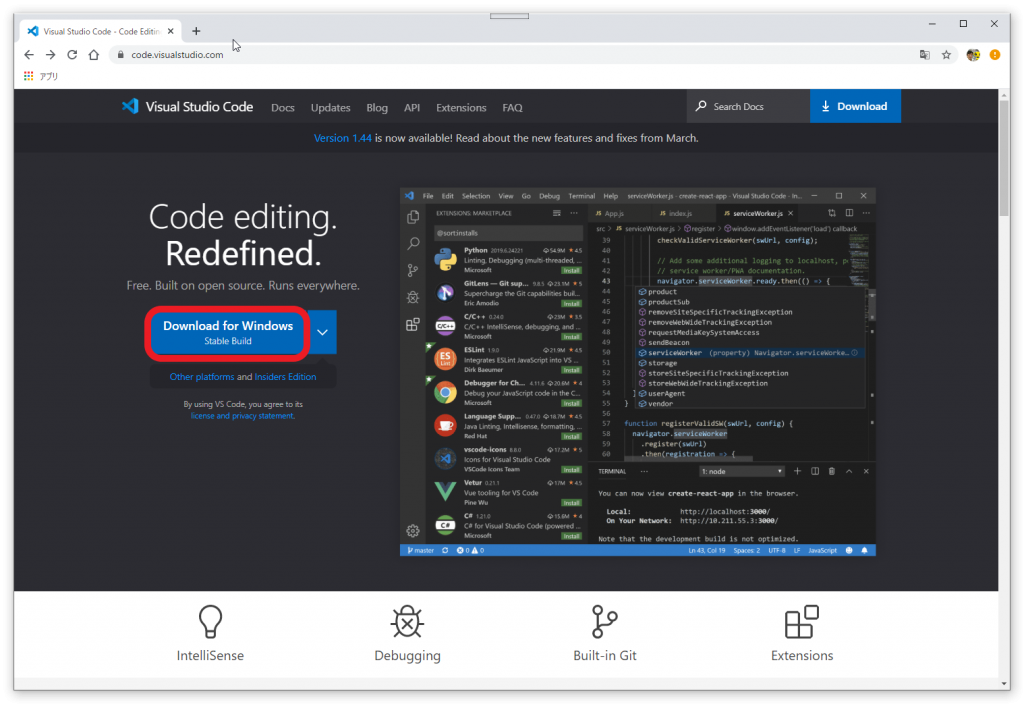 Visual Studio Code - Code Editin
code.visualstudio.com
アプリ
Visual Studio Code
Docs
Updates
Blog
API
Extensions
FAQ
Search Docs
Download
Version 1.44 is now available! Read about the new features and fixes from March.
Code editing.
Redefined.
Free. Built on open source. Runs everywhere.
Download for Windows
Stable Build
Other platforms and Insiders Edition
By using VS Code, you agree to its
license and privacy statement.
File Edit Selection View Go Debug Terminal Help serviceWorker.js - create-react-app - Visual Studio Code - In...
EXTENSIONS: MARKETPLACE
@sort:installs
Python 2019.6.24221 54.9M 4.5
Linting, Debugging (multi-threaded, ...
Microsoft Install
GitLens — Git sup... 9.8.5 23.1M 5
Supercharge the Git capabilities buil...
Eric Amodio Install
C/C++ 0.24.0 23M 3.5
C/C++ IntelliSense, debugging, and ...
Microsoft Install
ESLint 1.9.0 21.9M 4.5
Integrates ESLint JavaScript into VS ...
Dirk Baeumer Install
Debugger for Ch... 4.11.6 20.6M 4
Debug your JavaScript code in the C...
Microsoft Install
Language Supp... 0.47.0 18.7M 4.5
Java Linting, Intellisense, formatting, ...
Red Hat Install
vscode-icons 8.8.0 17.2M 5
Icons for Visual Studio Code
VSCode Icons Team Install
Vetur 0.21.1 17M 4.5
Vue tooling for VS Code
Pine Wu Install
C# 1.21.0 15.6M 4
C# for Visual Studio Code (powered ...
Microsoft Install
App.js
index.js
serviceWorker.js
src > serviceWorker.js > register > window.addEventListener('load') callback
39 checkValidServiceWorker(swUrl, config);
40
41 // Add some additional logging to localhost, p
42 // service worker/PWA documentation.
43 navigator.serviceWorker.ready.then(() => {
44 product
45 productSub
46 removeSiteSpecificTrackingException
47 removeWebWideTrackingException
48 requestMediaKeySystemAccess
49 sendBeacon
50 serviceWorker (property) Navigator.serviceWorke...
51 storage
52 storeSiteSpecificTrackingException
53 storeWebWideTrackingException
54 } userAgent
55 } vendor
56
57 function registerValidSW(swUrl, config) {
58 navigator.serviceWorker
59 .register(swUrl)
60 .then(registration => {
TERMINAL ... 1: node
You can now view create-react-app in the browser.
Local: http://localhost:3000/
On Your Network: http://10.211.55.3:3000/
Note that the development build is not optimized.
master 0 0 Ln 43, Col 19 Spaces: 2 UTF-8 LF JavaScript
IntelliSense
Debugging
Built-in Git
Extensions